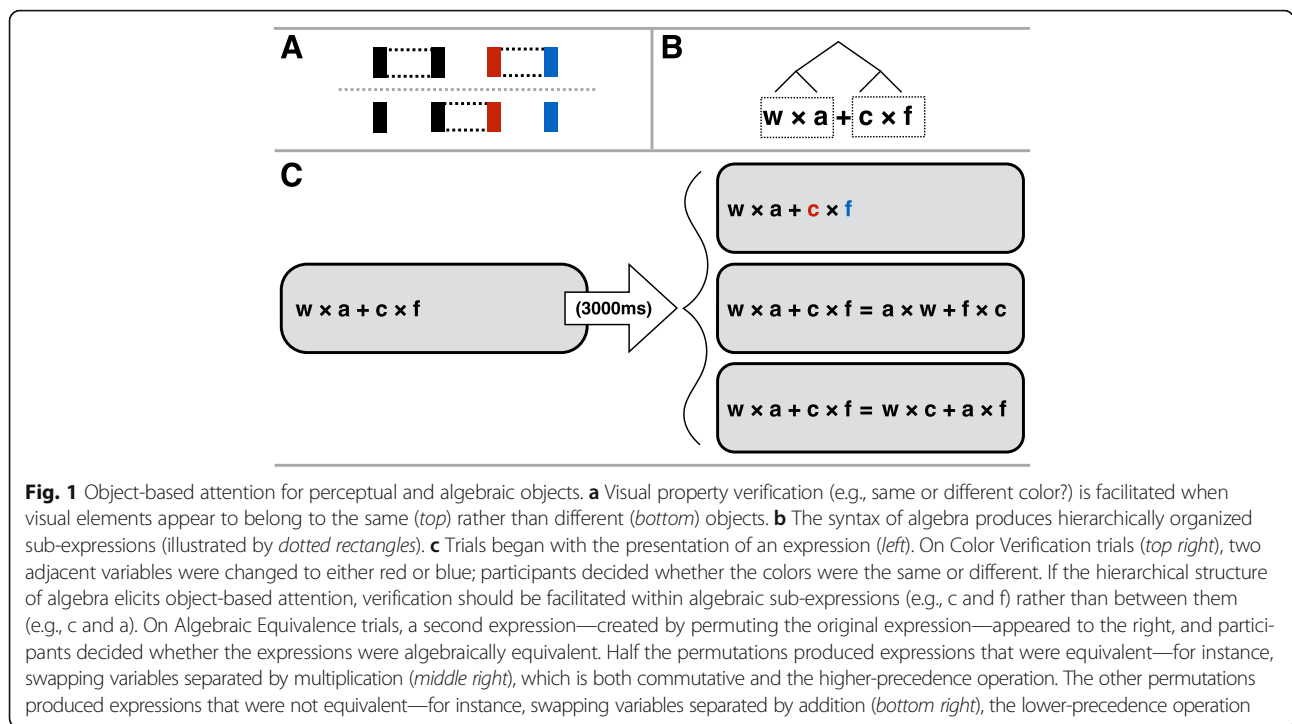 A
B
w × a + c × f
C
w × a + c × f
w × a + c × f
(3000ms)
w × a + c × f = a × w + f × c
w × a + c × f = w × c + a × f
Fig. 1 Object-based attention for perceptual and algebraic objects. a Visual property verification (e.g., same or different color?) is facilitated when
visual elements appear to belong to the same (top) rather than different (bottom) objects. b The syntax of algebra produces hierarchically organized
sub-expressions (illustrated by dotted rectangles). c Trials began with the presentation of an expression (left). On Color Verification trials (top right), two
adjacent variables were changed to either red or blue; participants decided whether the colors were the same or different. If the hierarchical structure
of algebra elicits object-based attention, verification should be facilitated within algebraic sub-expressions (e.g., c and f) rather than between them
(e.g., c and a). On Algebraic Equivalence trials, a second expression—created by permuting the original expression—appeared to the right, and partici-
pants decided whether the expressions were algebraically equivalent. Half the permutations produced expressions that were equivalent—for instance,
swapping variables separated by multiplication (middle right), which is both commutative and the higher-precedence operation. The other permutations
produced expressions that were not equivalent—for instance, swapping variables separated by addition (bottom right), the lower-precedence operation